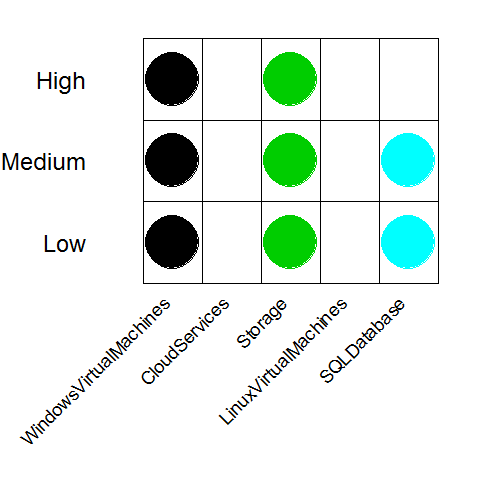 High
Medium
Low
WindowsVirtualMachines
CloudServices
Storage
LinuxVirtualMachines
SQLDatabase